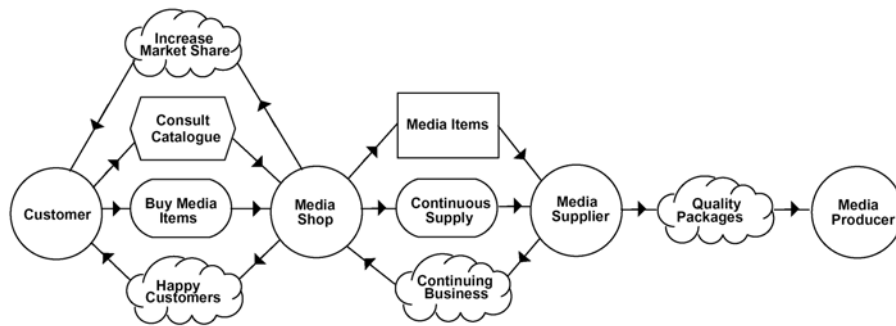 Increase
Market Share
Consult
Catalogue
Media Items
Customer
Buy Media
Items
Media
Shop
Continuous
Supply
Media
Supplier
Quality
Packages
Media
Producer
Happy
Customers
Continuing
Business